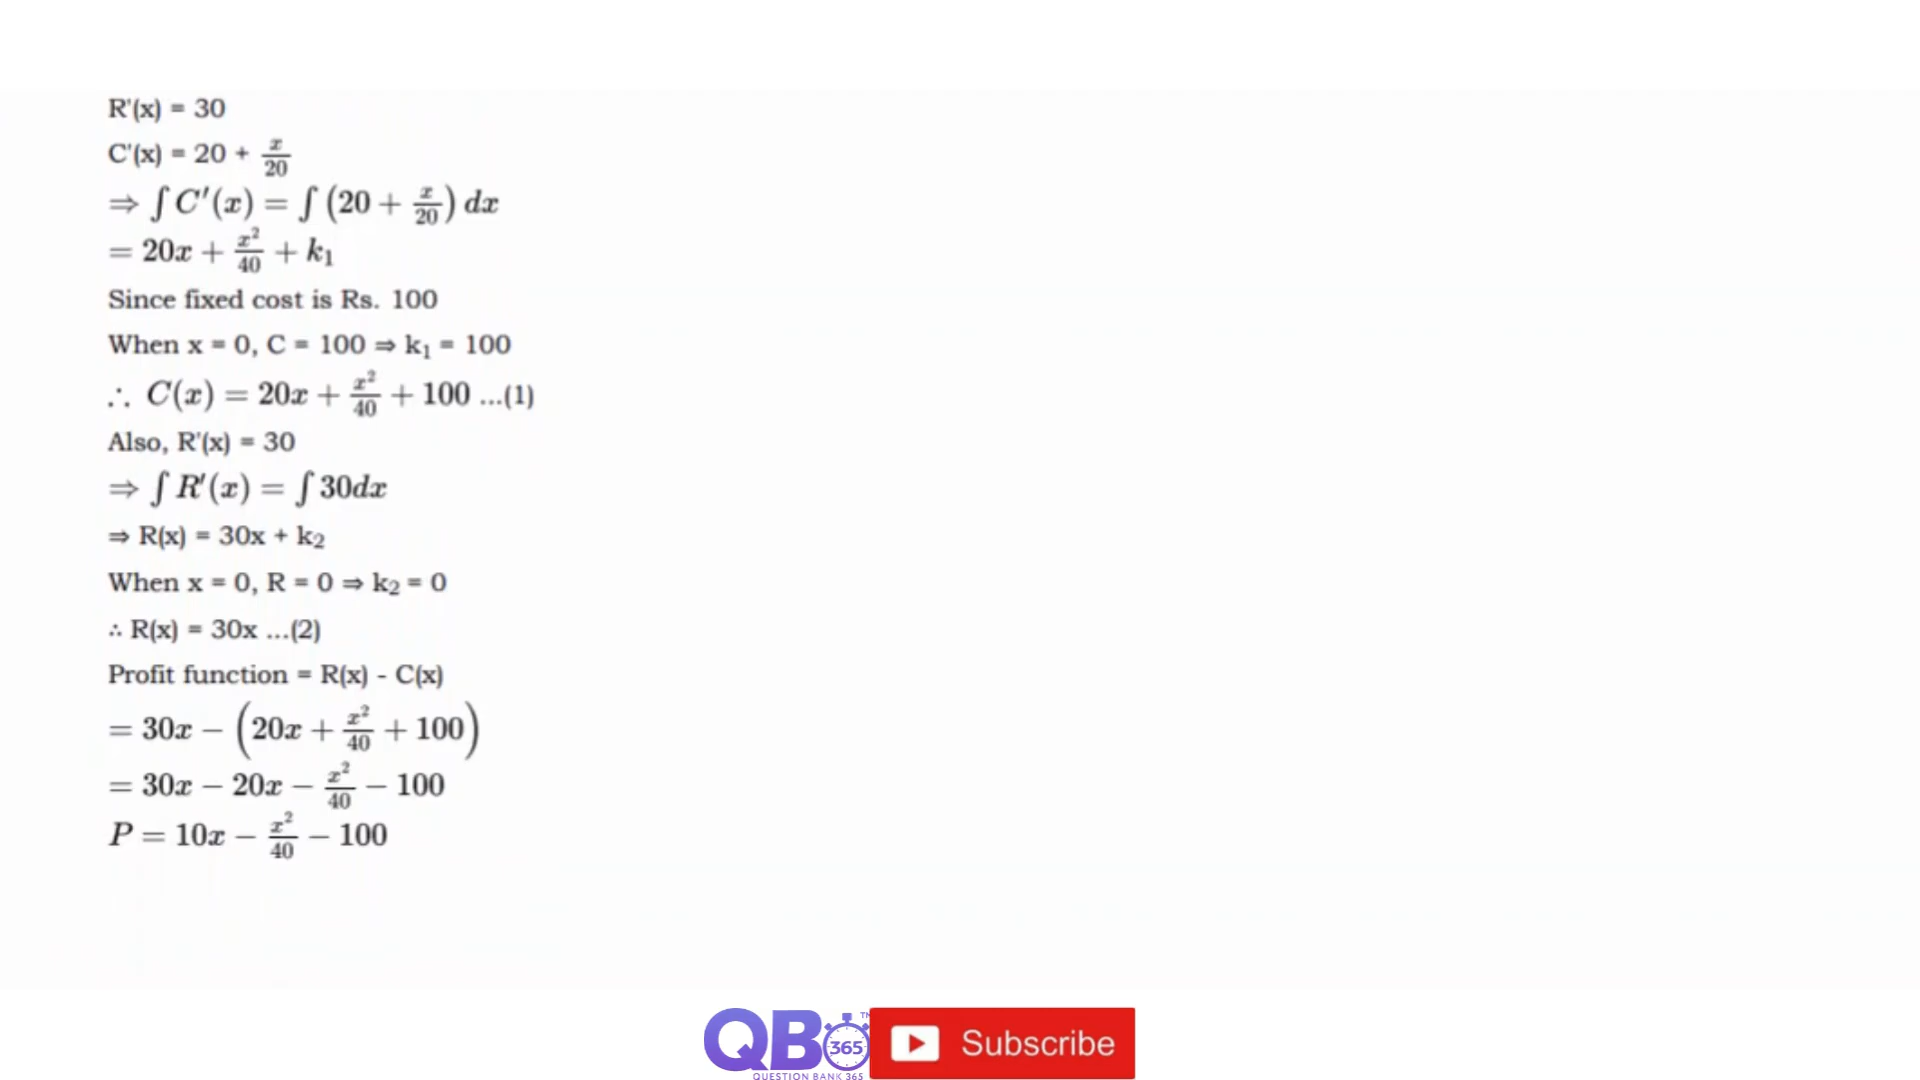 R'(x) = 30
C'(x) = 20 + x/20
⇒ ∫ C′(x) = ∫ (20 + x/20) dx
= 20x + x²/40 + k₁
Since fixed cost is Rs. 100
When x = 0, C = 100 ⇒ k₁ = 100
∴ C(x) = 20x + x²/40 + 100 ...(1)
Also, R'(x) = 30
⇒ ∫ R′(x) = ∫ 30dx
⇒ R(x) = 30x + k₂
When x = 0, R = 0 ⇒ k₂ = 0
∴ R(x) = 30x ...(2)
Profit function = R(x) - C(x)
= 30x − (20x + x²/40 + 100)
= 30x − 20x − x²/40 − 100
P = 10x − x²/40 − 100
QB 365 TM
QUESTION BANK 365
Subscribe